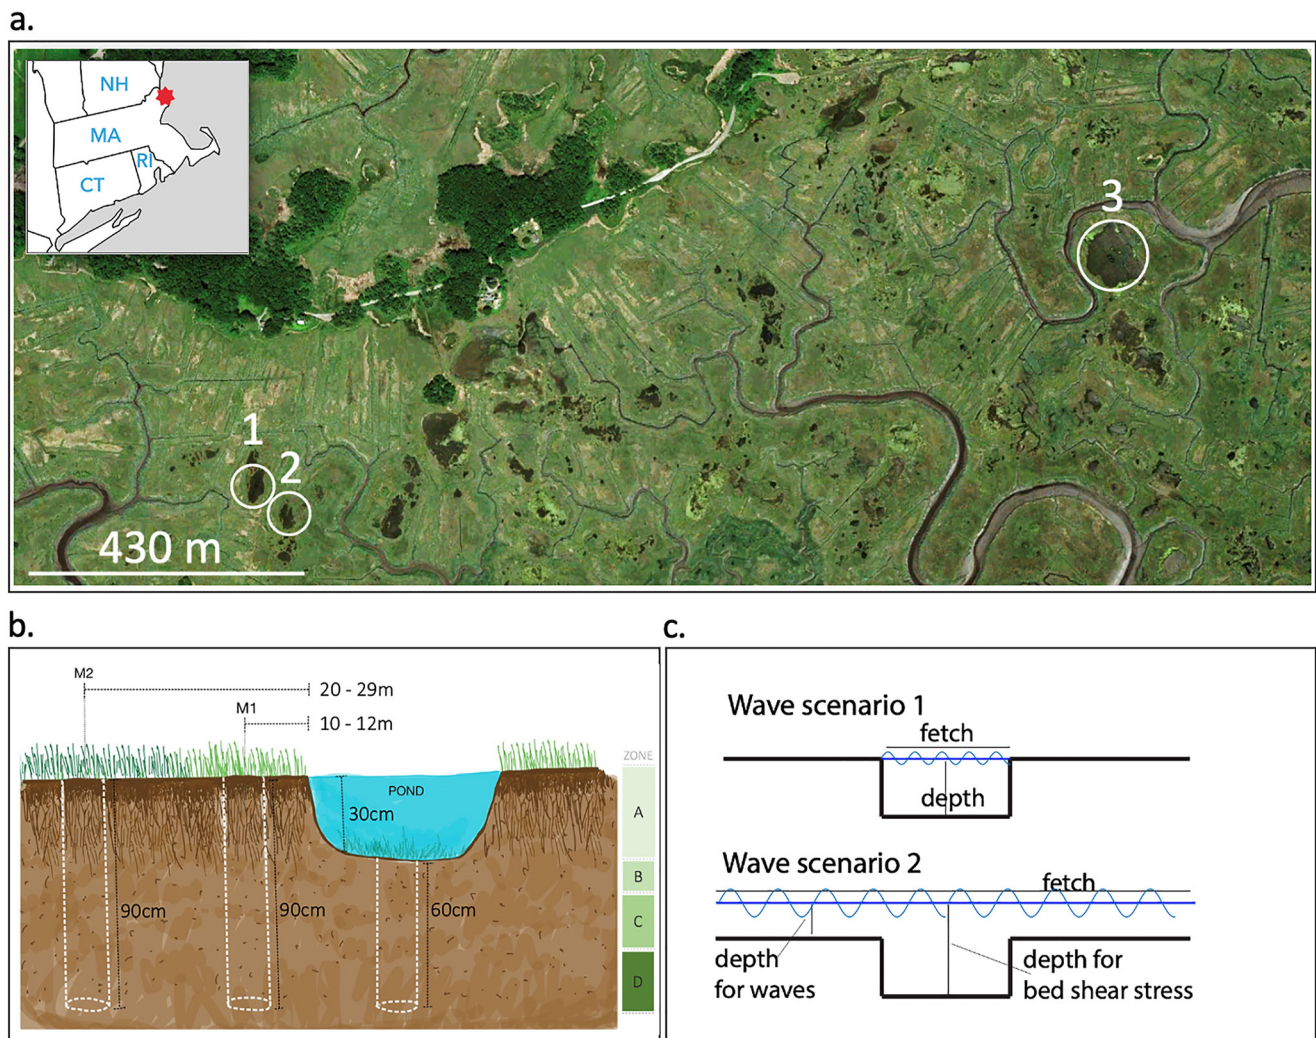 a.
NH
MA
RI
CT
3
1
2
430 m
b.
M2
20 - 29m
M1
10 - 12m
ZONE
POND
30cm
A
B
90cm
90cm
60cm
C
D
c.
Wave scenario 1
fetch
depth
Wave scenario 2
fetch
depth
for waves
depth for
bed shear stress